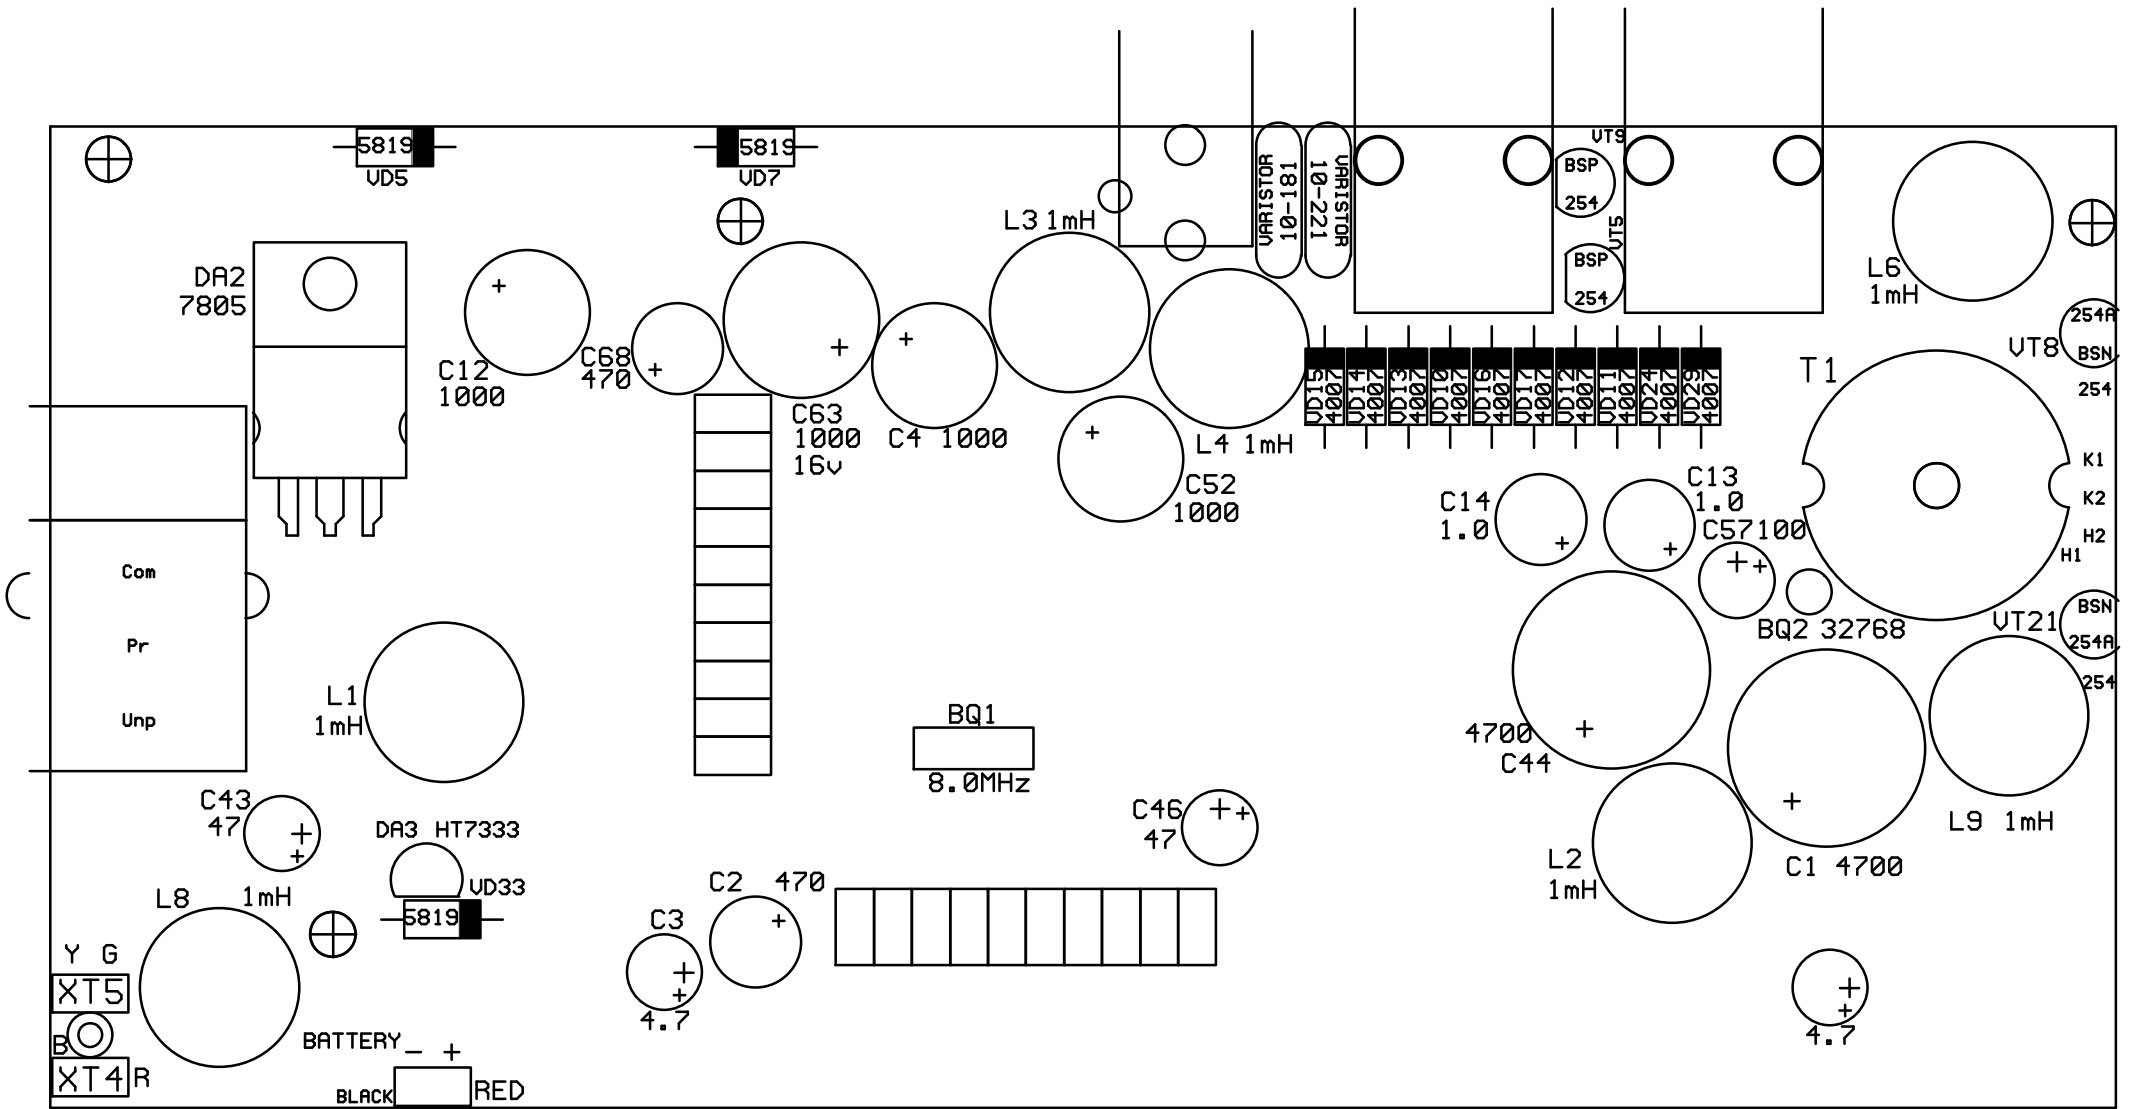 5819
VD5
5819
VD7
VT9
BSP
254
VT5
BSP
254
VARISTOR
10-181
10-221
VARISTOR
L3 1mH
DA2
7805
L6
1mH
254A
VT8
BSN
254
C12
1000
C68
470
C63
1000
16v
C4 1000
L4 1mH
VD15
4007
VD14
4007
VD13
4007
VD10
4007
VD16
4007
VD17
4007
VD12
4007
VD11
4007
VD24
4007
VD29
4007
T1
K1
K2
H2
H1
C52
1000
C14
1.0
C13
1.0
C57 100
BQ2 32768
Com
Pr
Unp
VT21
BSN
254A
254
L1
1mH
BQ1
8.0MHz
4700
C44
C43
47
DA3 HT7333
VD33
5819
C46
47
L9 1mH
L2
1mH
C1 4700
L8 1mH
C2 470
C3
4.7
4.7
Y G
XT5
B
XT4 R
BATTERY
- +
BLACK
RED